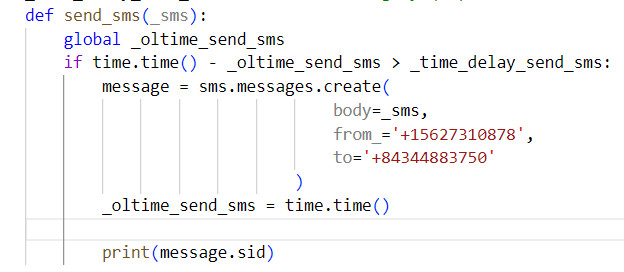 def send_sms(_sms):
global _oltime_send_sms
if time.time() - _oltime_send_sms > _time_delay_send_sms:
message = sms.messages.create(
body=_sms,
from_='+15627310878',
to='+84344883750'
)
_oltime_send_sms = time.time()
print(message.sid)